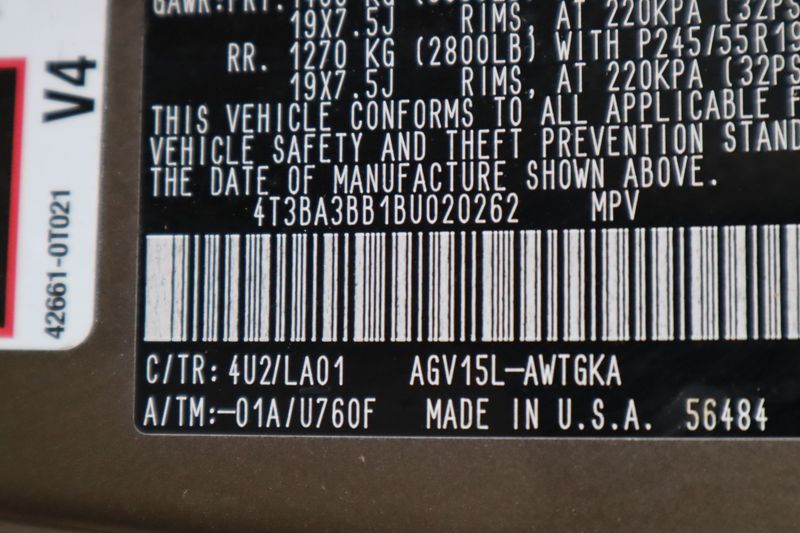 GAWR:FRT.
19X7.5J RIMS, AT 220KPA (32PS
RR. 1270 KG (2800LB) WITH P245/55R19
19X7.5J RIMS, AT 220KPA (32PS
THIS VEHICLE CONFORMS TO ALL APPLICABLE F
VEHICLE SAFETY AND THEFT PREVENTION STAND
THE DATE OF MANUFACTURE SHOWN ABOVE.
4T3BA3BB1BU020262 MPV
C/TR: 4U2/LA01 AGV15L-AWTGKA
A/TM:-01A/U760F MADE IN U.S.A. 56484
V4
42661-0T021